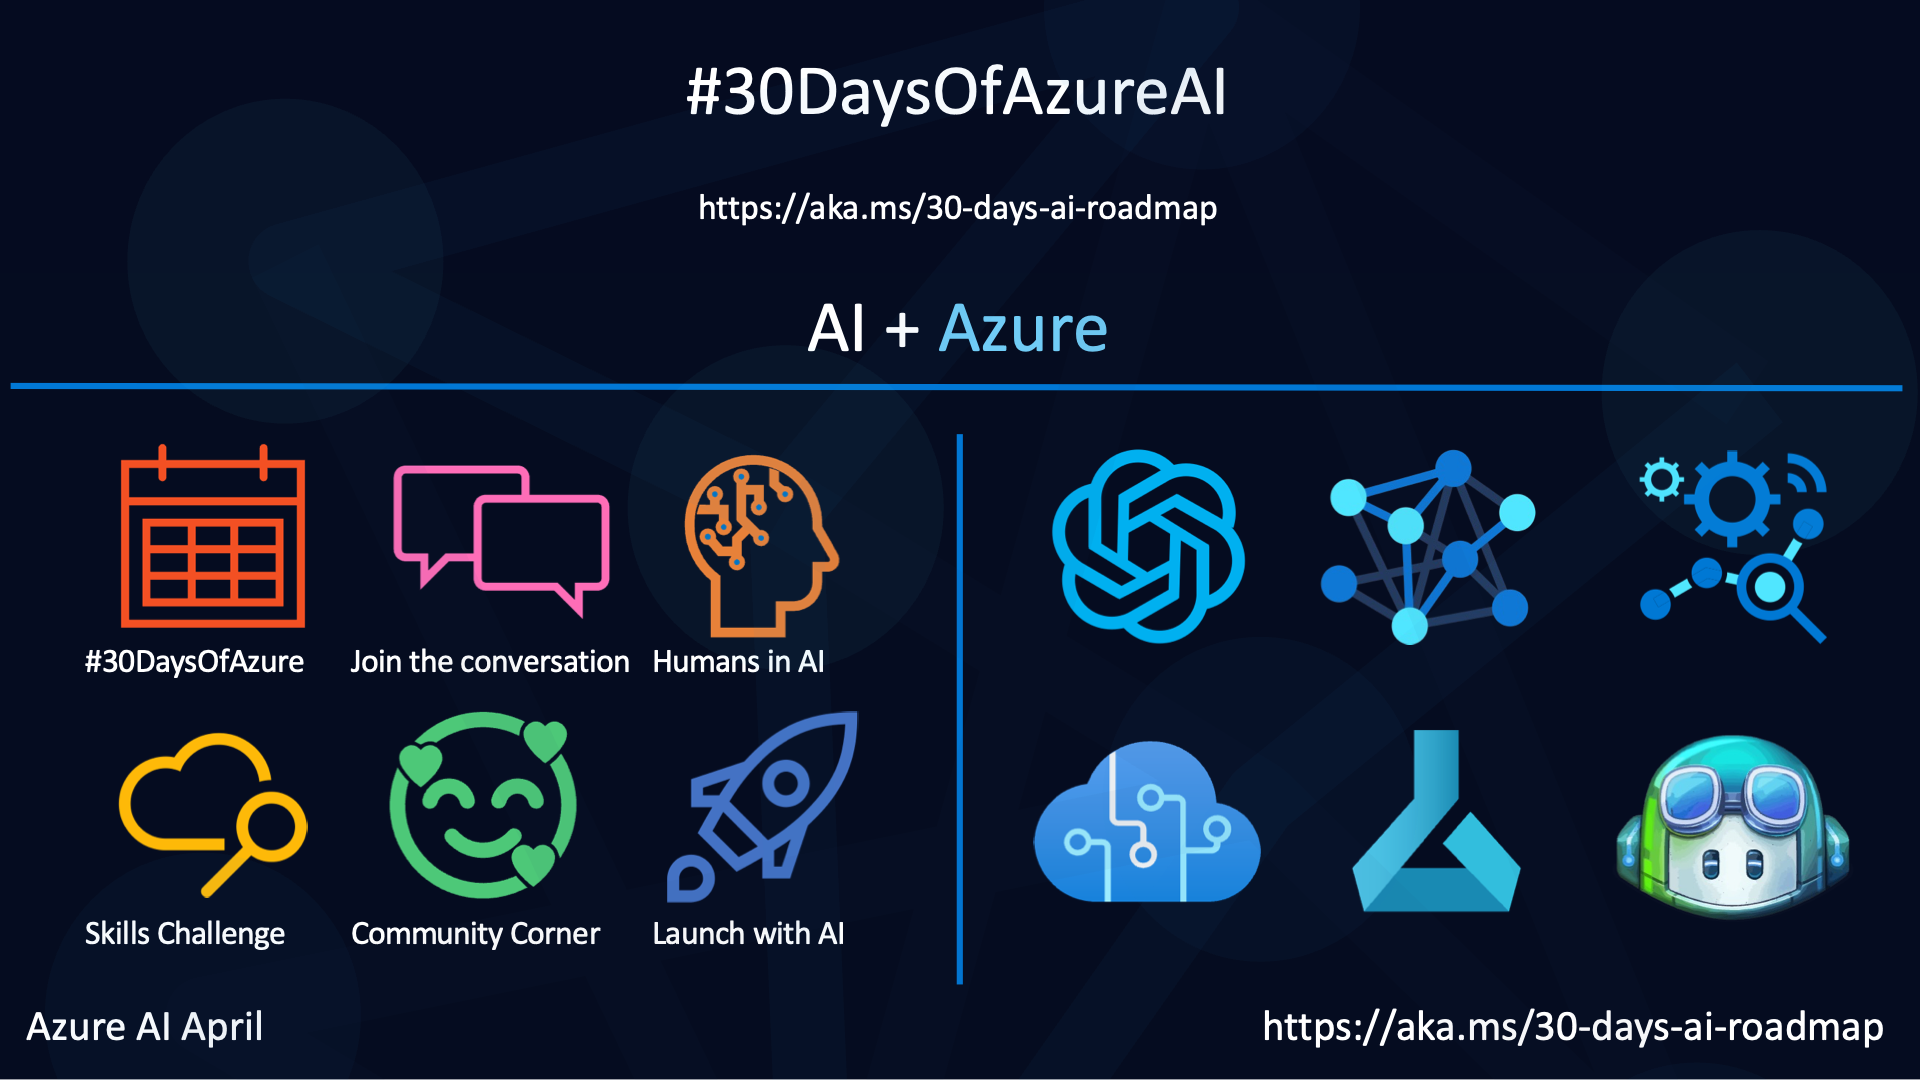 #30DaysOfAzureAI
https://aka.ms/30-days-ai-roadmap
AI + Azure
#30DaysOfAzure
Join the conversation
Humans in AI
Skills Challenge
Community Corner
Launch with AI
Azure AI April
https://aka.ms/30-days-ai-roadmap